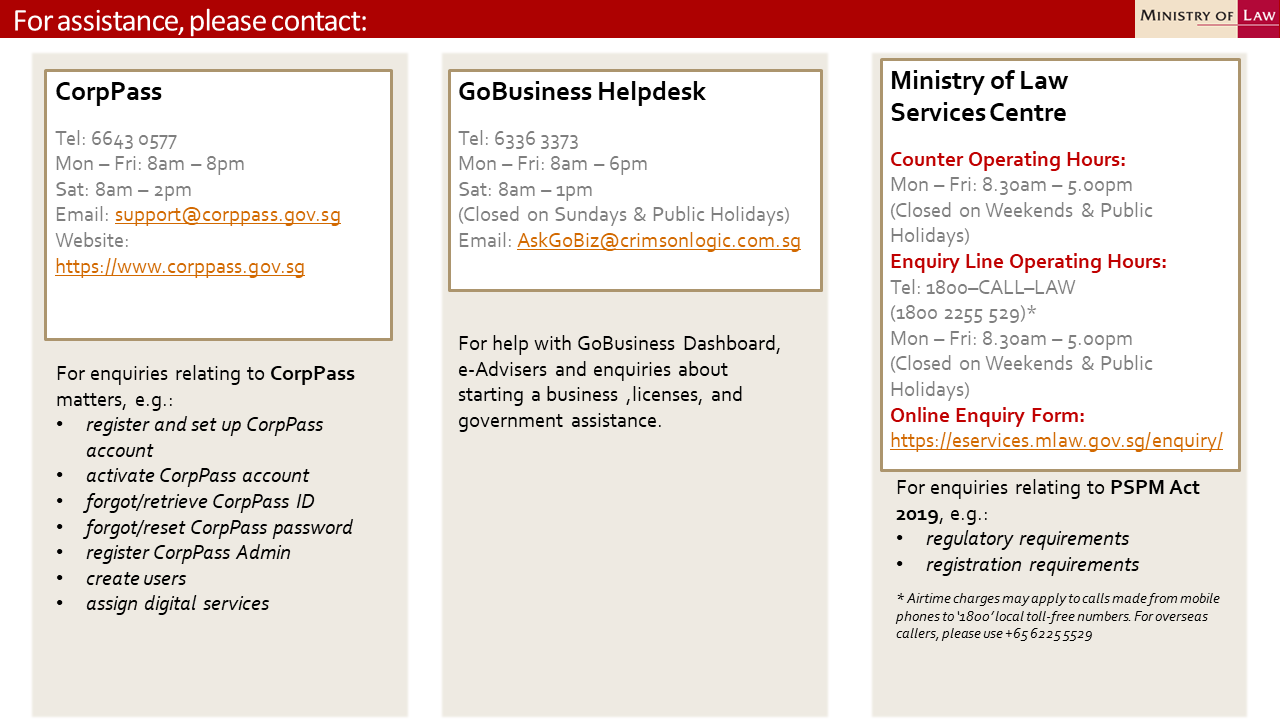 For assistance, please contact:
MINISTRY OF LAW
CorpPass
Tel: 6643 0577
Mon – Fri: 8am – 8pm
Sat: 8am – 2pm
Email: support@corppass.gov.sg
Website:
https://www.corppass.gov.sg
For enquiries relating to CorpPass
matters, e.g.:
• register and set up CorpPass
account
• activate CorpPass account
• forgot/retrieve CorpPass ID
• forgot/reset CorpPass password
• register CorpPass Admin
• create users
• assign digital services
GoBusiness Helpdesk
Tel: 6336 3373
Mon – Fri: 8am – 6pm
Sat: 8am – 1pm
(Closed on Sundays & Public Holidays)
Email: AskGoBiz@crimsonlogic.com.sg
For help with GoBusiness Dashboard,
e-Advisers and enquiries about
starting a business ,licenses, and
government assistance.
Ministry of Law
Services Centre
Counter Operating Hours:
Mon – Fri: 8.30am – 5.00pm
(Closed on Weekends & Public
Holidays)
Enquiry Line Operating Hours:
Tel: 1800–CALL–LAW
(1800 2255 529)*
Mon – Fri: 8.30am – 5.00pm
(Closed on Weekends & Public
Holidays)
Online Enquiry Form:
https://eservices.mlaw.gov.sg/enquiry/
For enquiries relating to PSPM Act
2019, e.g.:
• regulatory requirements
• registration requirements
* Airtime charges may apply to calls made from mobile
phones to '1800' local toll-free numbers. For overseas
callers, please use +65 6225 5529